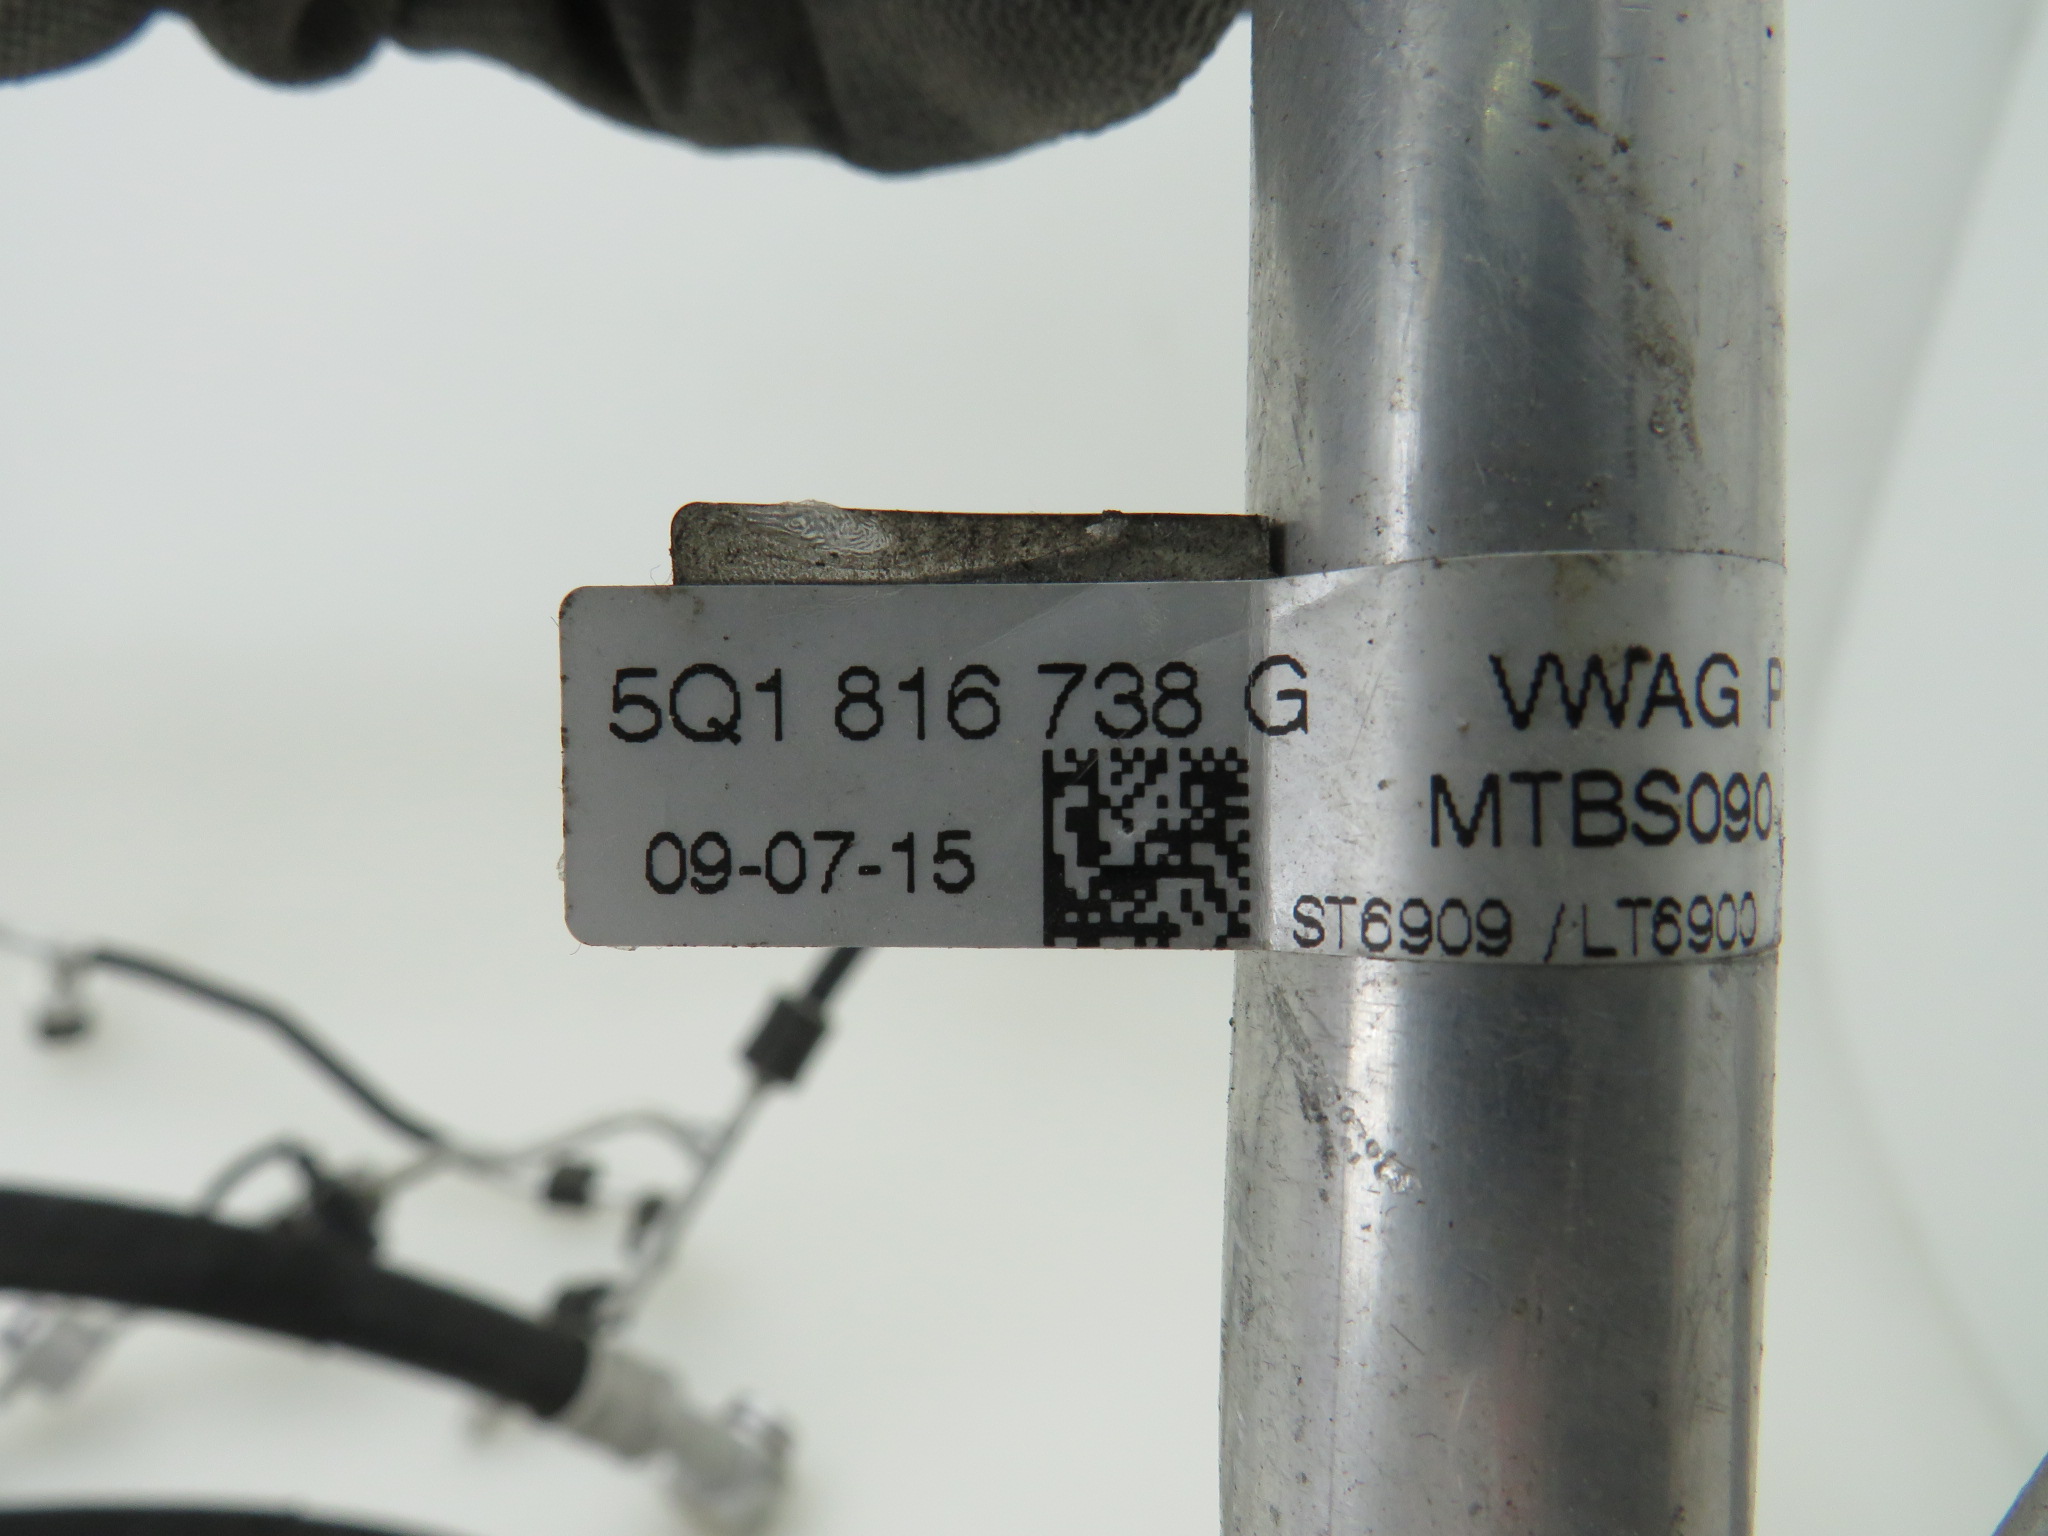 5Q1 816 738 G VWAG P
MTBS090
09-07-15
ST6909 / LT6900